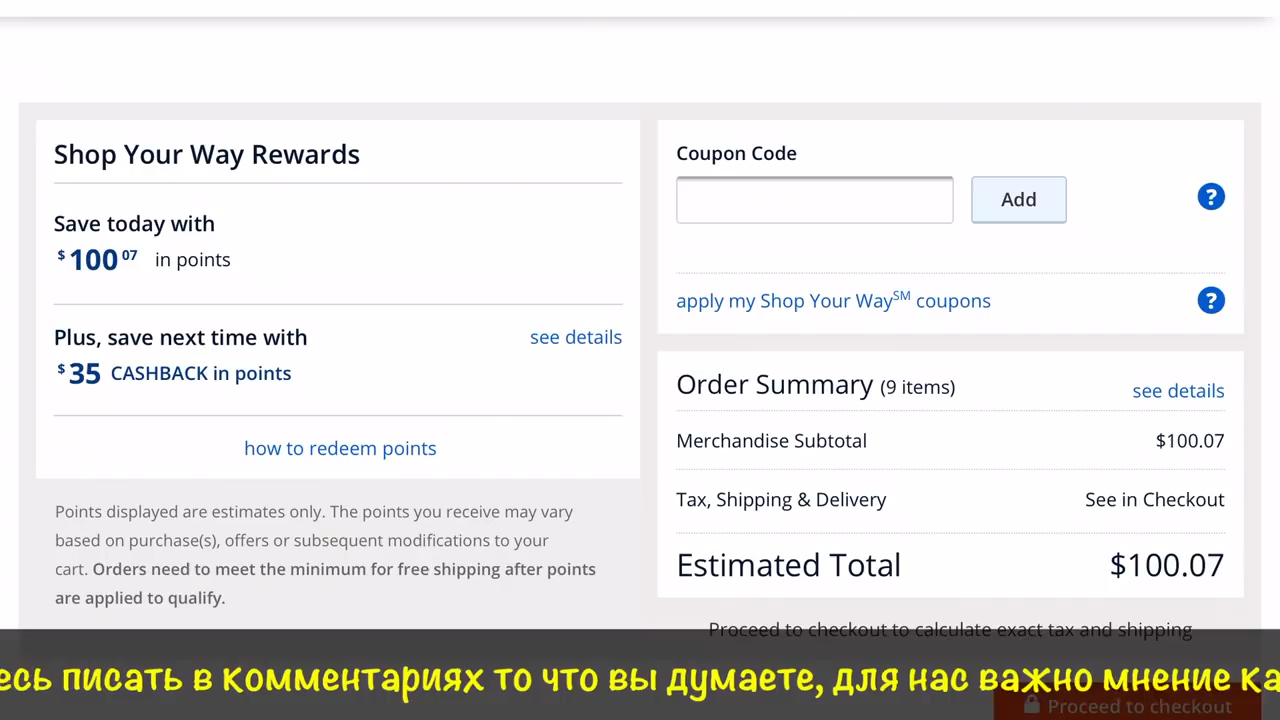 Shop Your Way Rewards
Save today with
$100 07 in points
Plus, save next time with see details
$35 CASHBACK in points
how to redeem points
Points displayed are estimates only. The points you receive may vary
based on purchase(s), offers or subsequent modifications to your
cart. Orders need to meet the minimum for free shipping after points
are applied to qualify.
Coupon Code
Add
?
apply my Shop Your Way℠ coupons
?
Order Summary (9 items) see details
Merchandise Subtotal $100.07
Tax, Shipping & Delivery See in Checkout
Estimated Total $100.07
Proceed to checkout to calculate exact tax and shipping
есь писать в комментариях то что вы думаете, для нас важно мнение ка
Proceed to checkout